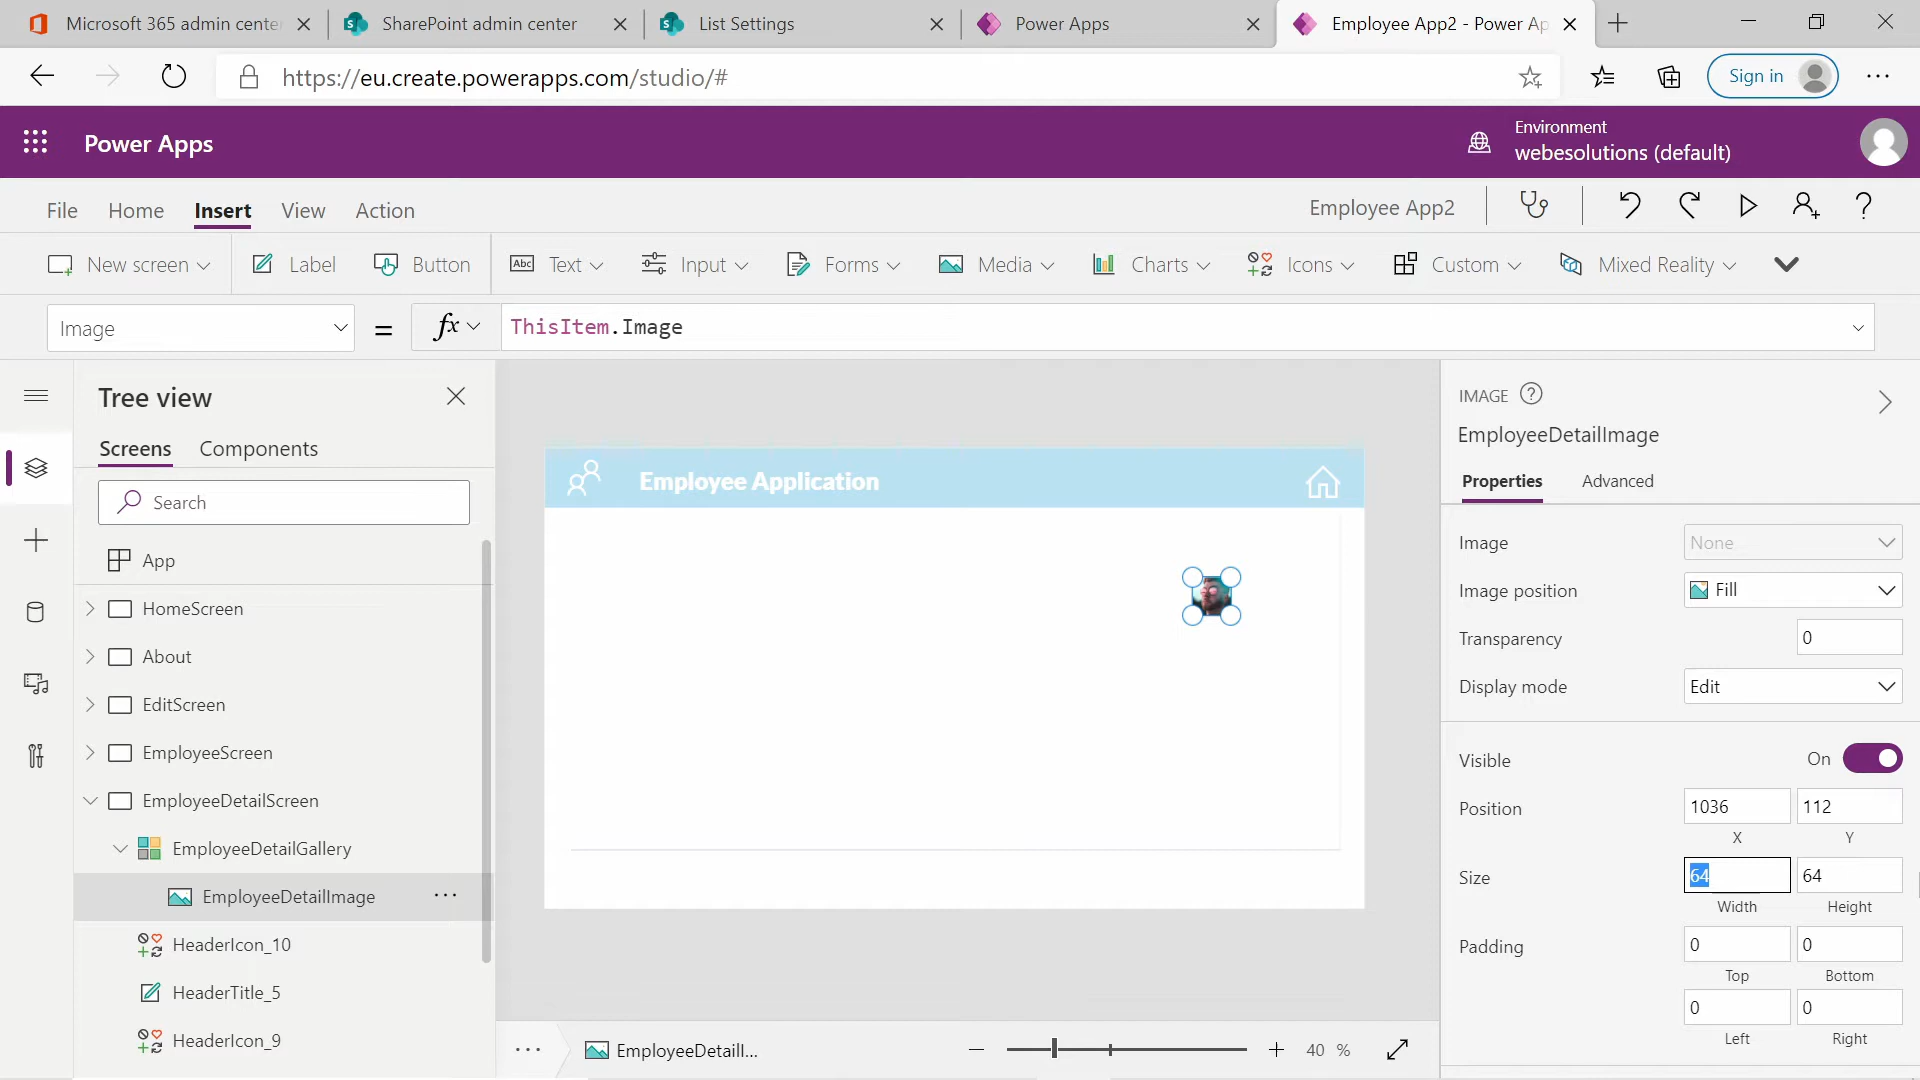 Microsoft 365 admin cente
SharePoint admin center
List Settings
Power Apps
Employee App2 - Power Ap
https://eu.create.powerapps.com/studio/#
Sign in
Power Apps
Environment
webesolutions (default)
File
Home
Insert
View
Action
Employee App2
New screen
Label
Button
Abc
Text
Input
Forms
Media
Charts
Icons
Custom
Mixed Reality
Image
=
fx
ThisItem.Image
Tree view
Screens
Components
Search
App
HomeScreen
About
EditScreen
EmployeeScreen
EmployeeDetailScreen
EmployeeDetailGallery
EmployeeDetailImage
HeaderIcon_10
HeaderTitle_5
HeaderIcon_9
Employee Application
EmployeeDetailI...
40 %
IMAGE
EmployeeDetailImage
Properties
Advanced
Image
None
Image position
Fill
Transparency
0
Display mode
Edit
Visible
On
Position
1036
112
X
Y
Size
64
64
Width
Height
Padding
0
0
Top
Bottom
0
0
Left
Right